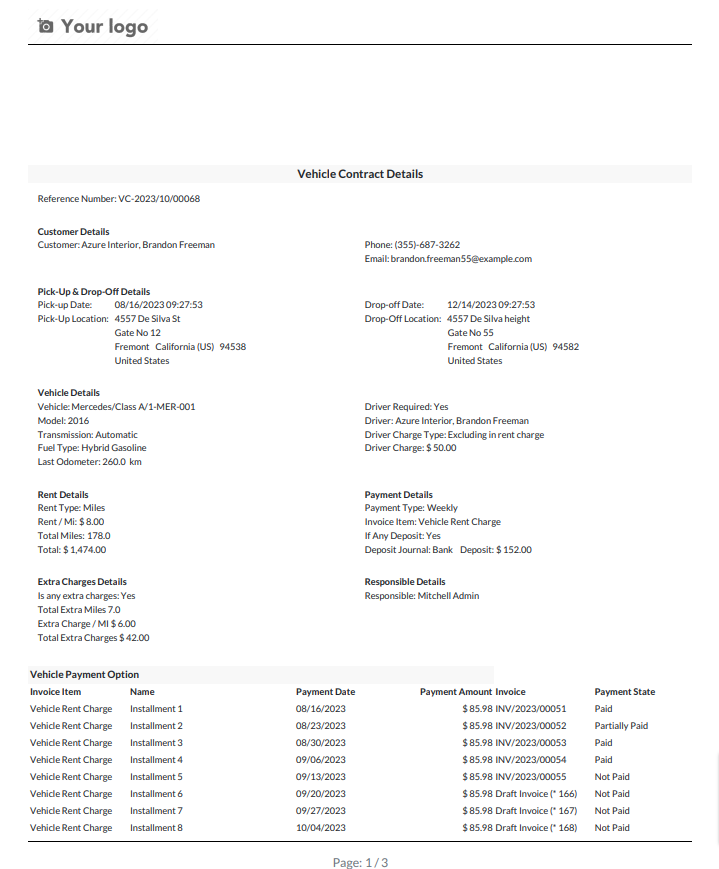 Your logo
Vehicle Contract Details
Reference Number: VC-2023/10/00068
Customer Details
Customer: Azure Interior, Brandon Freeman Phone: (355)-687-3262
Email: brandon.freeman55@example.com
Pick-Up & Drop-Off Details
Pick-up Date: 08/16/2023 09:27:53 Drop-off Date: 12/14/2023 09:27:53
Pick-Up Location: 4557 De Silva St Drop-Off Location: 4557 De Silva height
Gate No 12 Gate No 55
Fremont California (US) 94538 Fremont California (US) 94582
United States United States
Vehicle Details
Vehicle: Mercedes/Class A/1-MER-001 Driver Required: Yes
Model: 2016 Driver: Azure Interior, Brandon Freeman
Transmission: Automatic Driver Charge Type: Excluding in rent charge
Fuel Type: Hybrid Gasoline Driver Charge: $ 50.00
Last Odometer: 260.0 km
Rent Details Payment Details
Rent Type: Miles Payment Type: Weekly
Rent / Mi: $ 8.00 Invoice Item: Vehicle Rent Charge
Total Miles: 178.0 If Any Deposit: Yes
Total: $ 1,474.00 Deposit Journal: Bank Deposit: $ 152.00
Extra Charges Details Responsible Details
Is any extra charges: Yes Responsible: Mitchell Admin
Total Extra Miles 7.0
Extra Charge / MI $ 6.00
Total Extra Charges $ 42.00
Vehicle Payment Option
Invoice Item Name Payment Date Payment Amount Invoice Payment State
Vehicle Rent Charge Installment 1 08/16/2023 $ 85.98 INV/2023/00051 Paid
Vehicle Rent Charge Installment 2 08/23/2023 $ 85.98 INV/2023/00052 Partially Paid
Vehicle Rent Charge Installment 3 08/30/2023 $ 85.98 INV/2023/00053 Paid
Vehicle Rent Charge Installment 4 09/06/2023 $ 85.98 INV/2023/00054 Paid
Vehicle Rent Charge Installment 5 09/13/2023 $ 85.98 INV/2023/00055 Not Paid
Vehicle Rent Charge Installment 6 09/20/2023 $ 85.98 Draft Invoice (* 166) Not Paid
Vehicle Rent Charge Installment 7 09/27/2023 $ 85.98 Draft Invoice (* 167) Not Paid
Vehicle Rent Charge Installment 8 10/04/2023 $ 85.98 Draft Invoice (* 168) Not Paid
Page: 1 / 3